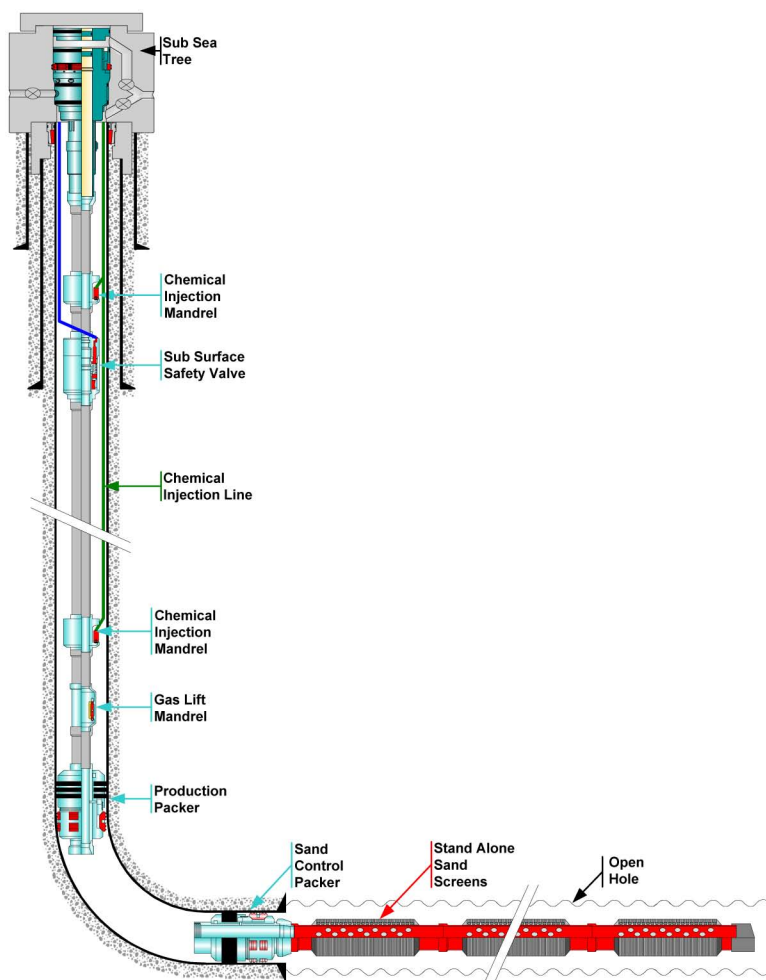 Sub Sea
Tree
Chemical
Injection
Mandrel
Sub Surface
Safety Valve
Chemical
Injection Line
Chemical
Injection
Mandrel
Gas Lift
Mandrel
Production
Packer
Sand
Control
Packer
Stand Alone
Sand
Screens
Open
Hole